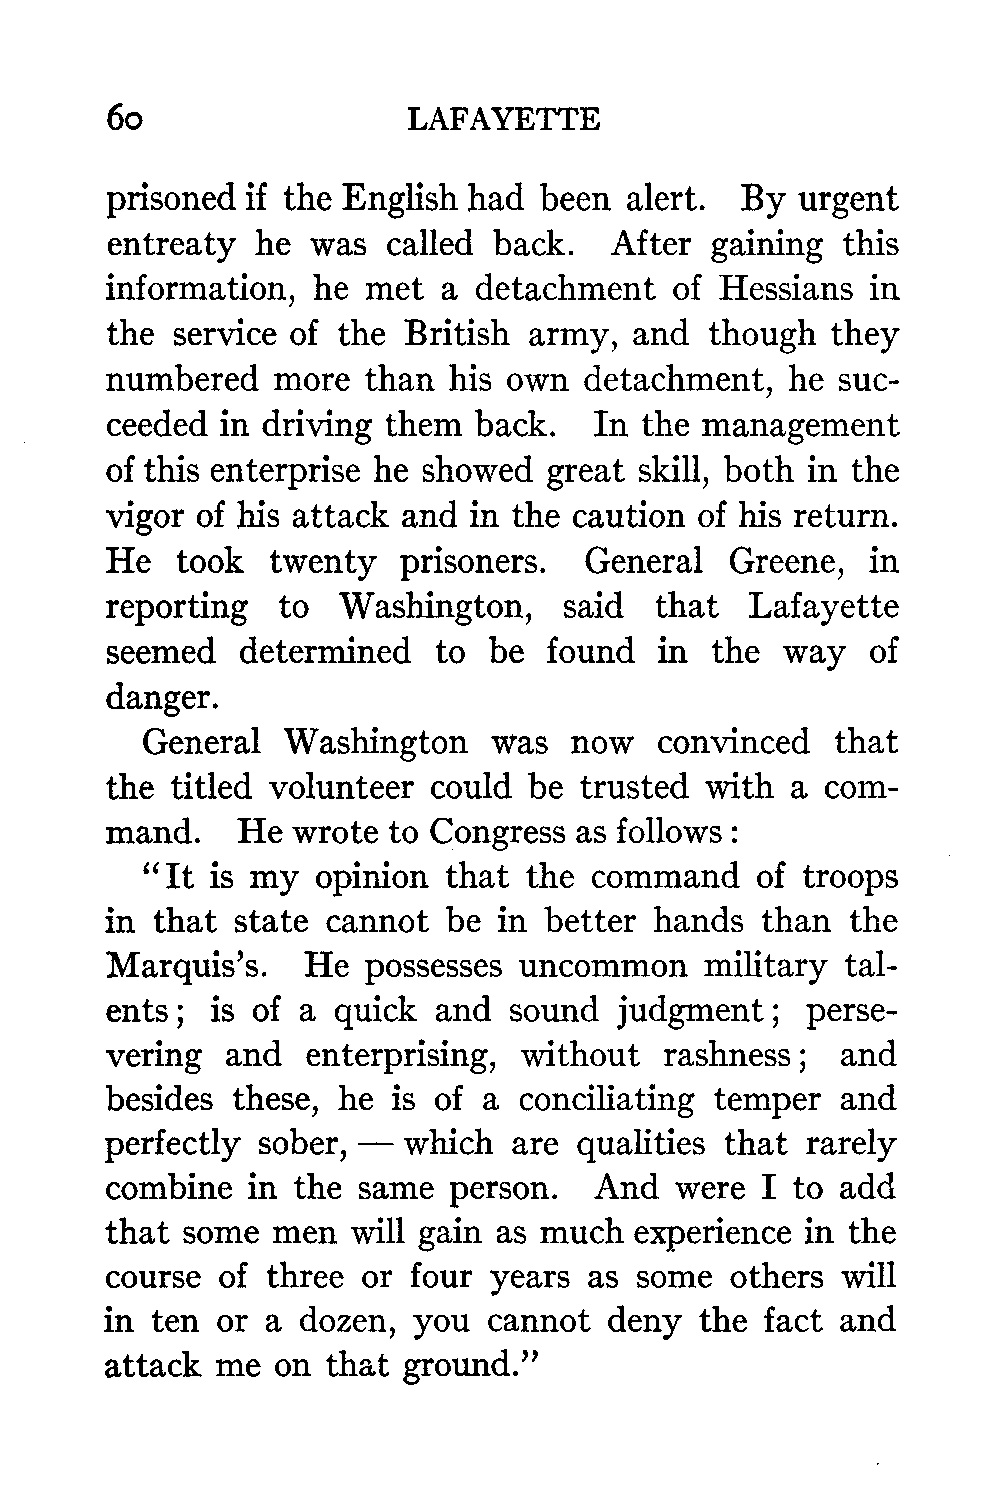 60 LAFAYETTE
prisoned if the English had been alert. By urgent
entreaty he was called back. After gaining this
information, he met a detachment of Hessians in
the service of the British army, and though they
numbered more than his own detachment, he suc-
ceeded in driving them back. In the management
of this enterprise he showed great skill, both in the
vigor of his attack and in the caution of his return.
He took twenty prisoners. General Greene, in
reporting to Washington, said that Lafayette
seemed determined to be found in the way of
danger.
General Washington was now convinced that
the titled volunteer could be trusted with a com-
mand. He wrote to Congress as follows :
“It is my opinion that the command of troops
in that state cannot be in better hands than the
Marquis’s. He possesses uncommon military tal-
ents ; is of a quick and sound judgment ; perse-
vering and enterprising, without rashness ; and
besides these, he is of a conciliating temper and
perfectly sober, — which are qualities that rarely
combine in the same person. And were I to add
that some men will gain as much experience in the
course of three or four years as some others will
in ten or a dozen, you cannot deny the fact and
attack me on that ground.”